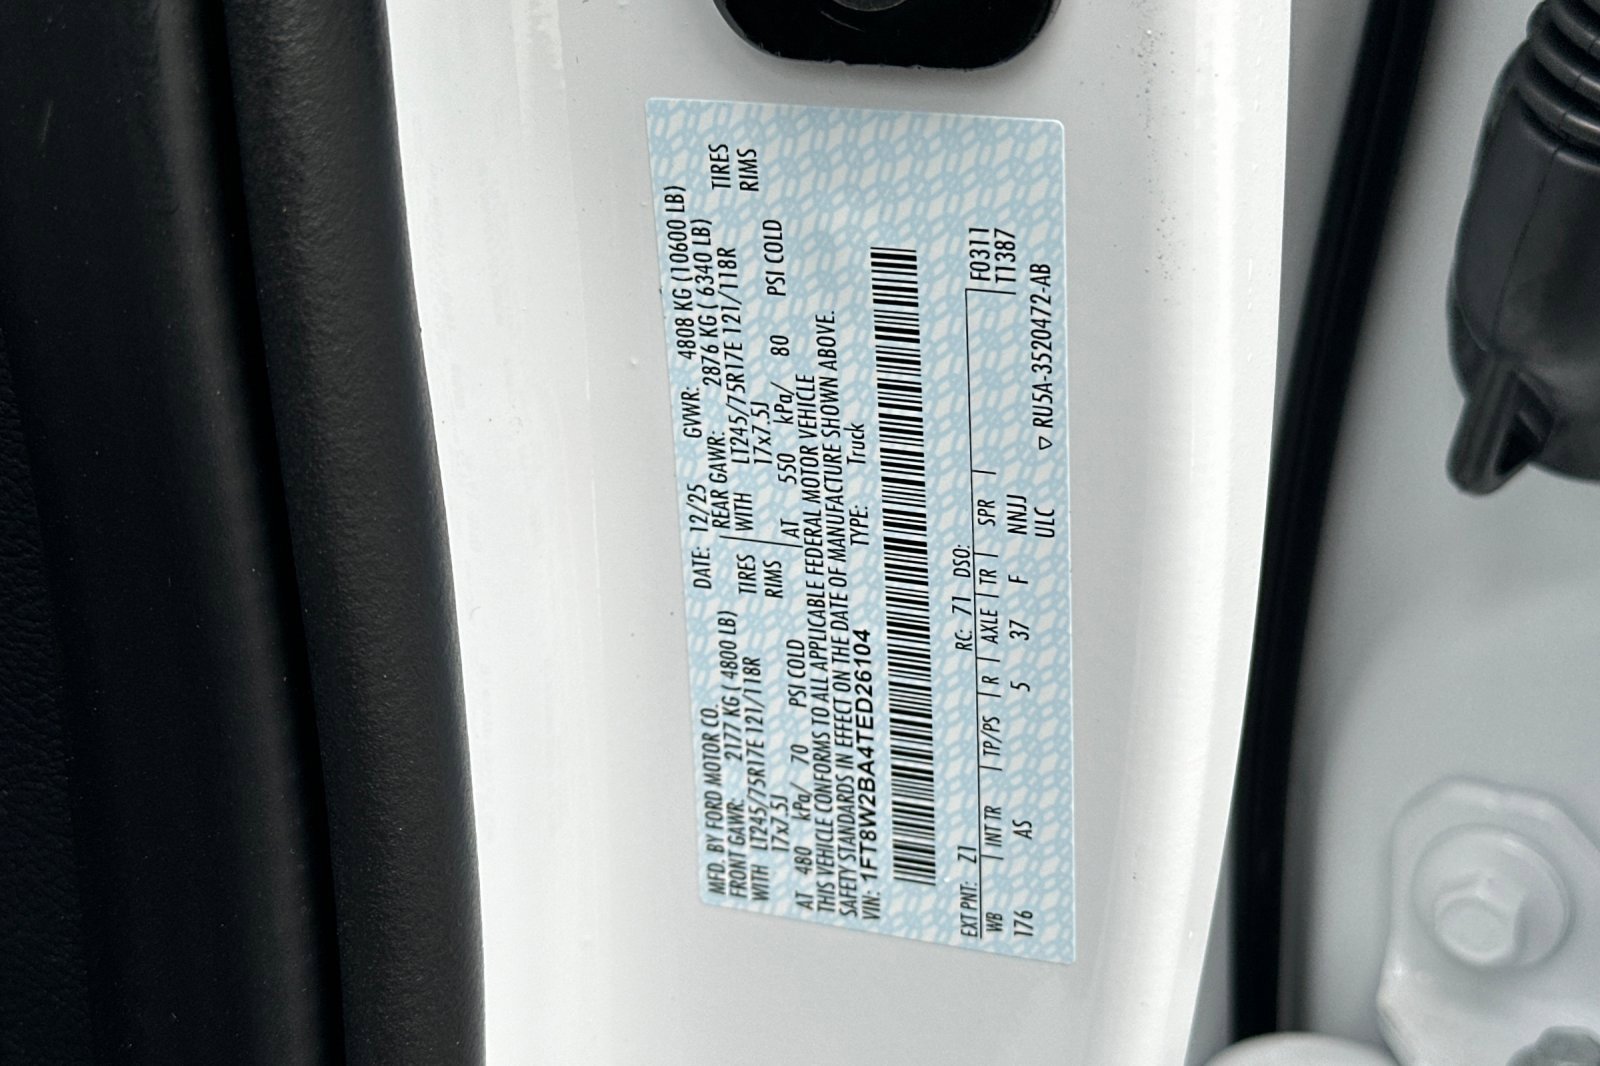 MFD. BY FORD MOTOR CO.
DATE: 12/25 GVWR: 4808 KG (10600 LB)
FRONT GAWR: 2177 KG ( 4800 LB) REAR GAWR: 2876 KG ( 6340 LB)
WITH LT245/75R17E 121/118R TIRES WITH LT245/75R17E 121/118R TIRES
17x7.5J RIMS 17x7.5J RIMS
AT 480 kPa/ 70 PSI COLD AT 550 kPa/ 80 PSI COLD
THIS VEHICLE CONFORMS TO ALL APPLICABLE FEDERAL MOTOR VEHICLE
SAFETY STANDARDS IN EFFECT ON THE DATE OF MANUFACTURE SHOWN ABOVE.
VIN: 1FT8W2BA4TED26104 TYPE: Truck
EXT PNT: Z1 RC: 71 DSO: F0311
WB INT TR TP/PS R AXLE TR SPR T1387
176 AS 5 37 F NNJJ
ULC ▽ RU5A-3520472-AB